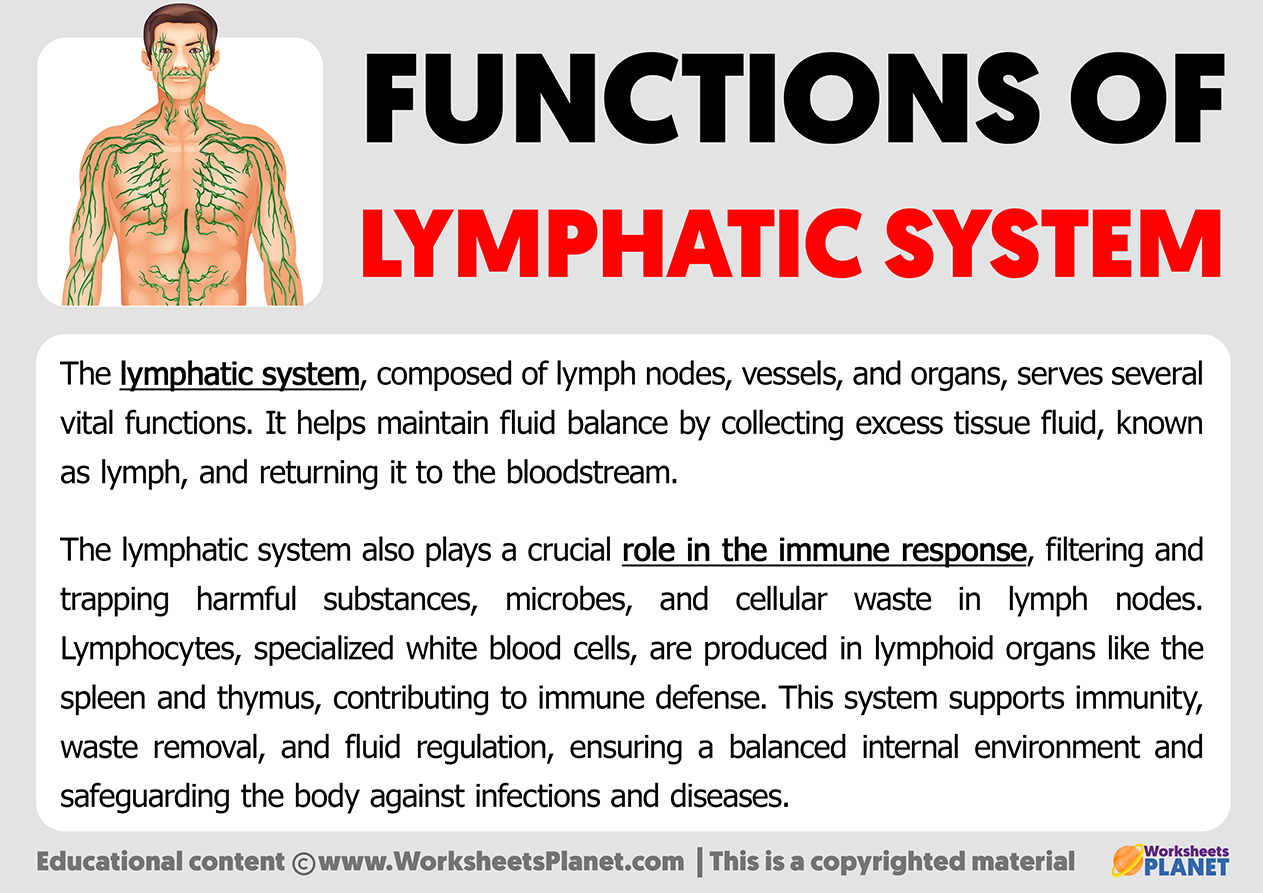 FUNCTIONS OF
LYMPHATIC SYSTEM
The lymphatic system, composed of lymph nodes, vessels, and organs, serves several
vital functions. It helps maintain fluid balance by collecting excess tissue fluid, known
as lymph, and returning it to the bloodstream.
The lymphatic system also plays a crucial role in the immune response, filtering and
trapping harmful substances, microbes, and cellular waste in lymph nodes.
Lymphocytes, specialized white blood cells, are produced in lymphoid organs like the
spleen and thymus, contributing to immune defense. This system supports immunity,
waste removal, and fluid regulation, ensuring a balanced internal environment and
safeguarding the body against infections and diseases.
Educational content © www.WorksheetsPlanet.com | This is a copyrighted material
Worksheets
PLANET